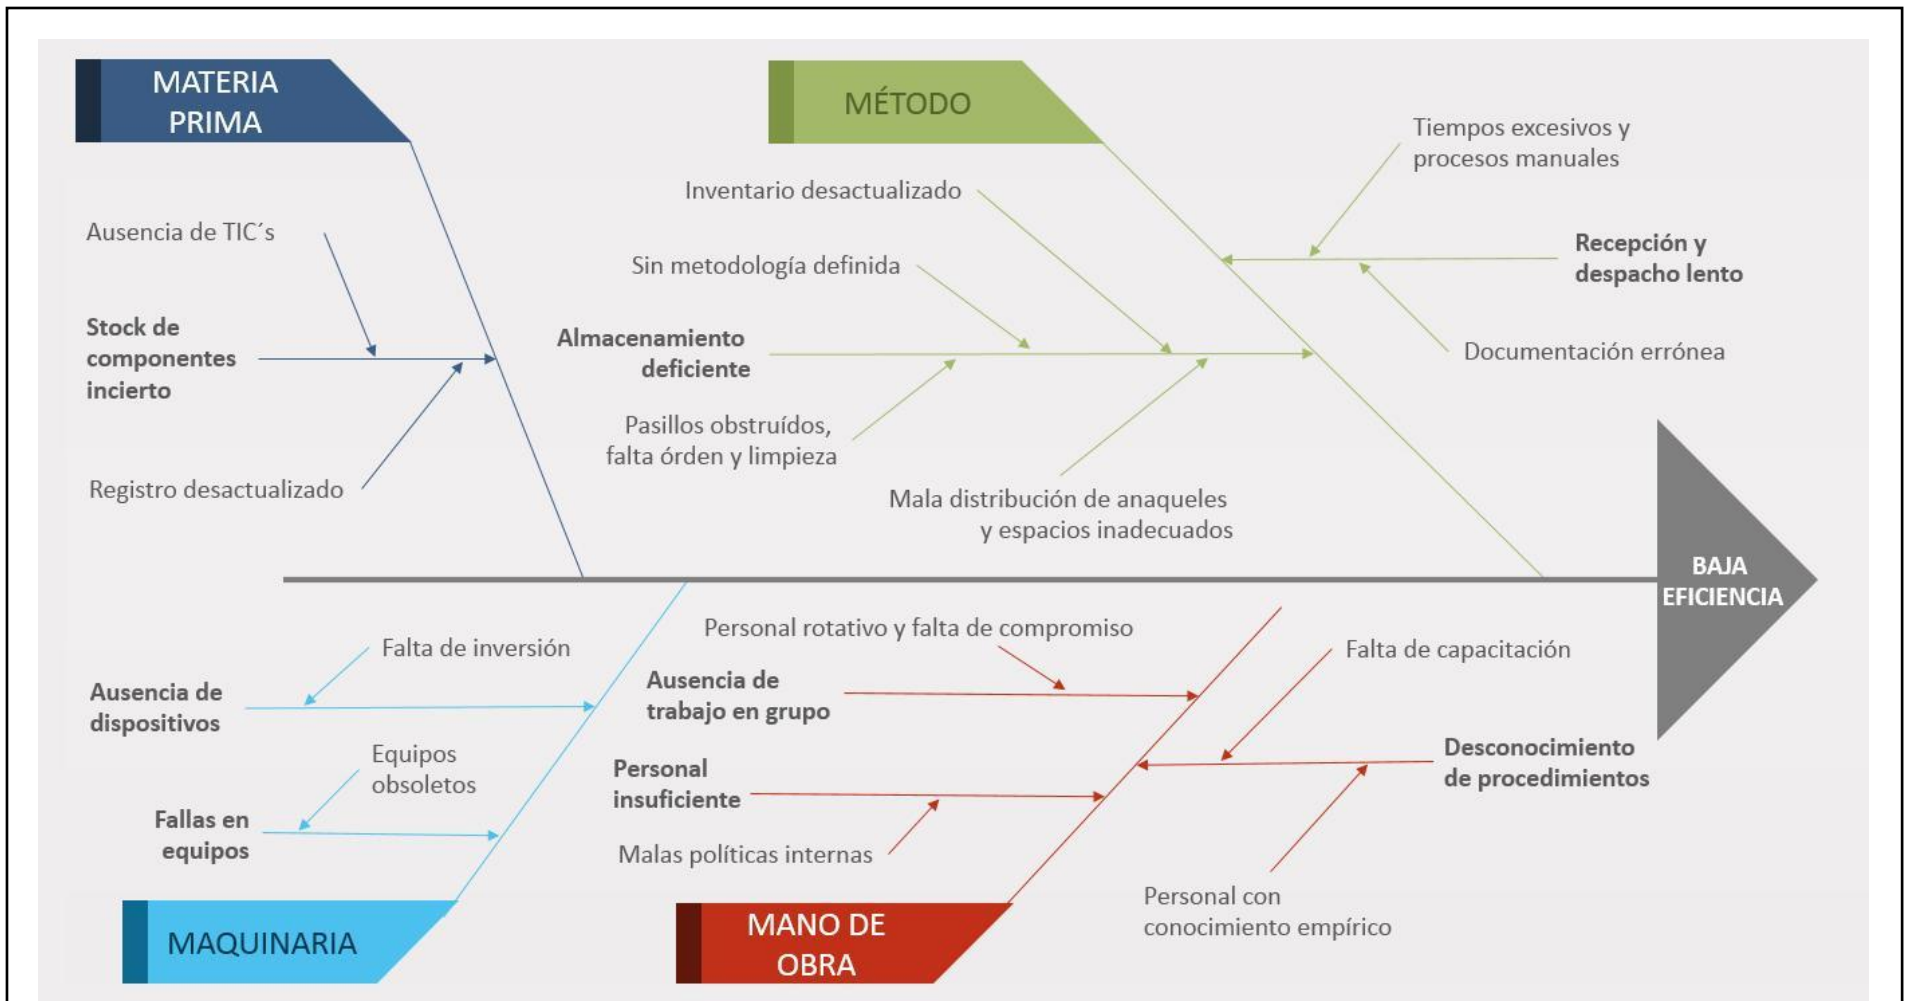 MATERIA
PRIMA
MÉTODO
Tiempos excesivos y
procesos manuales
Inventario desactualizado
Ausencia de TIC´s
Sin metodología definida
Recepción y
despacho lento
Stock de
componentes
incierto
Almacenamiento
deficiente
Documentación errónea
Pasillos obstruídos,
falta órden y limpieza
Registro desactualizado
Mala distribución de anaqueles
y espacios inadecuados
BAJA
EFICIENCIA
Falta de inversión
Personal rotativo y falta de compromiso
Falta de capacitación
Ausencia de
dispositivos
Ausencia de
trabajo en grupo
Equipos
obsoletos
Personal
insuficiente
Desconocimiento
de procedimientos
Fallas en
equipos
Malas políticas internas
Personal con
conocimiento empírico
MAQUINARIA
MANO DE
OBRA